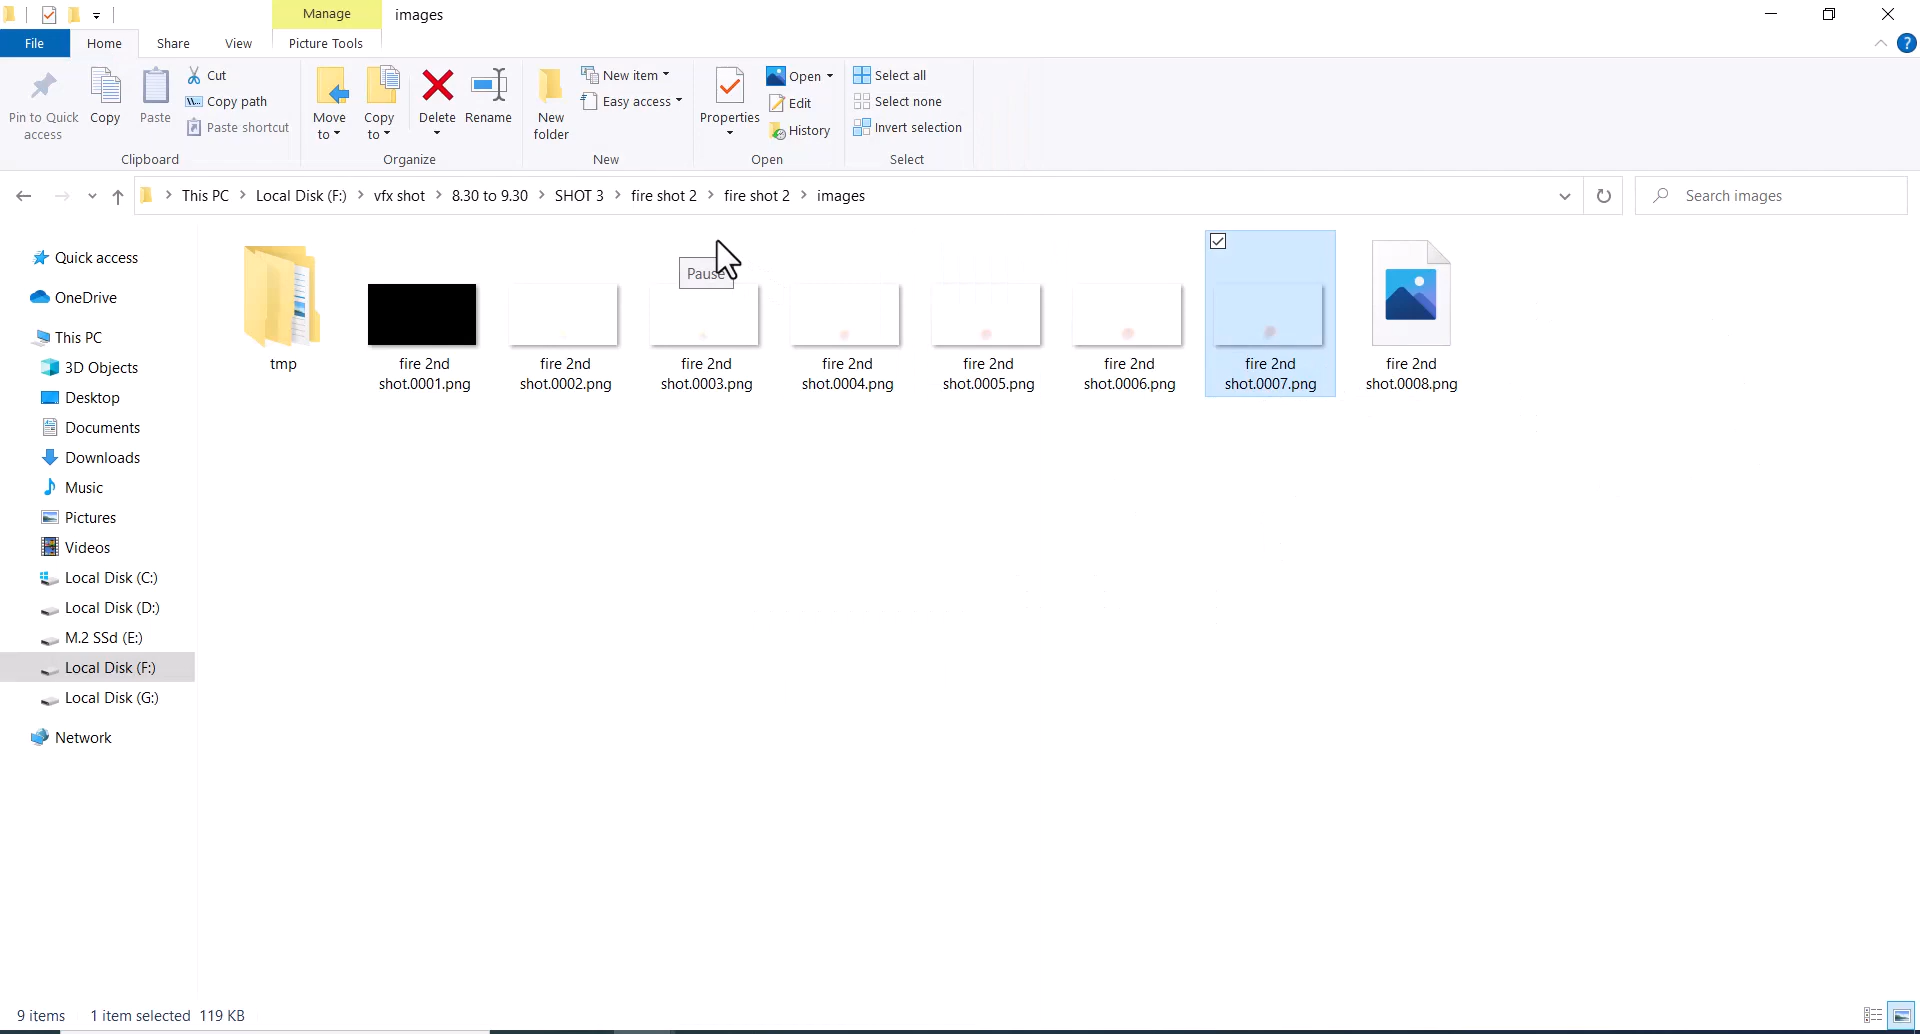 Manage
images
File
Home
Share
View
Picture Tools
Pin to Quick access
Copy
Paste
Cut
Copy path
Paste shortcut
Clipboard
Move to
Copy to
Delete
Rename
Organize
New folder
New item
Easy access
New
Properties
Open
Edit
History
Open
Select all
Select none
Invert selection
Select
This PC
Local Disk (F:)
vfx shot
8.30 to 9.30
SHOT 3
fire shot 2
fire shot 2
images
Search images
Quick access
OneDrive
This PC
3D Objects
Desktop
Documents
Downloads
Music
Pictures
Videos
Local Disk (C:)
Local Disk (D:)
M.2 SSd (E:)
Local Disk (F:)
Local Disk (G:)
Network
Pause
tmp
fire 2nd
shot.0001.png
fire 2nd
shot.0002.png
fire 2nd
shot.0003.png
fire 2nd
shot.0004.png
fire 2nd
shot.0005.png
fire 2nd
shot.0006.png
fire 2nd
shot.0007.png
fire 2nd
shot.0008.png
9 items
1 item selected 119 KB